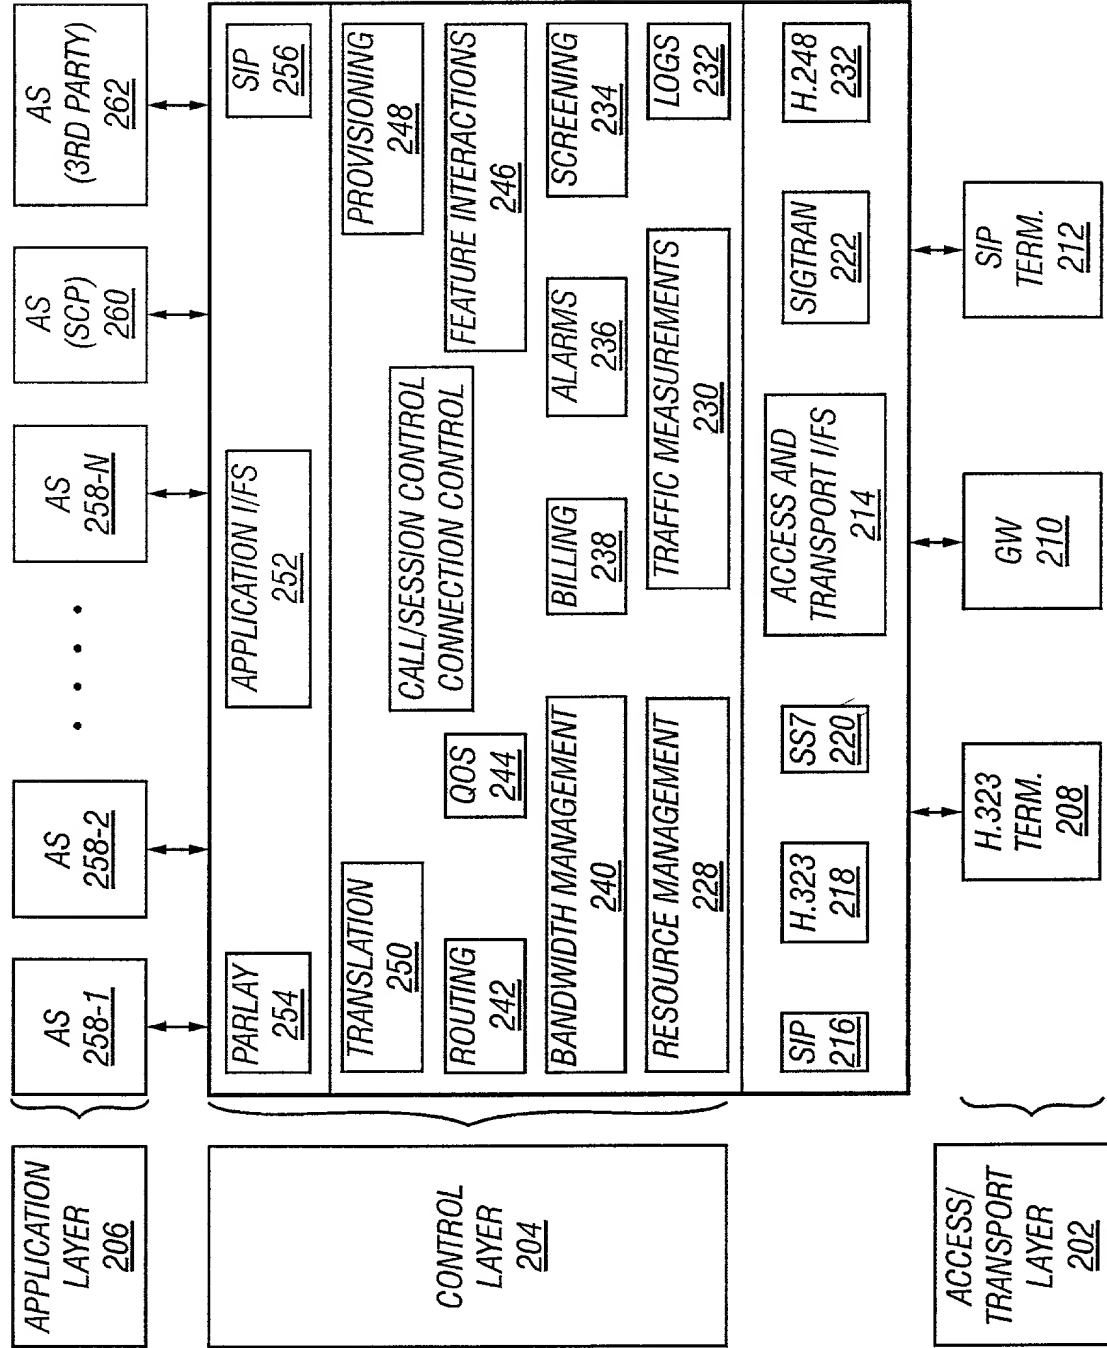 APPLICATION
LAYER
206
AS
258-1
AS
258-2
AS
258-N
AS
(SCP)
260
AS
(3RD PARTY)
262
CONTROL
LAYER
204
PARLAY
254
APPLICATION I/FS
252
SIP
256
TRANSLATION
250
CALL/SESSION CONTROL
CONNECTION CONTROL
PROVISIONING
248
ROUTING
242
QOS
244
FEATURE INTERACTIONS
246
BANDWIDTH MANAGEMENT
240
BILLING
238
ALARMS
236
SCREENING
234
RESOURCE MANAGEMENT
228
TRAFFIC MEASUREMENTS
230
LOGS
232
SIP
216
H.323
218
SS7
220
ACCESS AND
TRANSPORT I/FS
214
SIGTRAN
222
H.248
232
ACCESS/
TRANSPORT
LAYER
202
H.323
TERM.
208
GW
210
SIP
TERM.
212